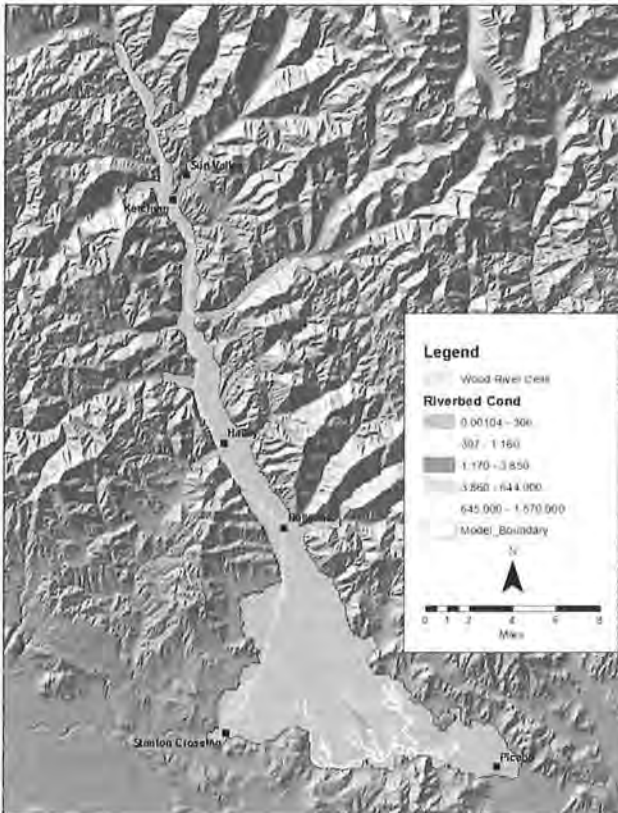 Sun Valley
Ketchum
Hailey
Stanton Crossing
Picabo
Legend
Wood River Cells
Riverbed Cond
0.00104 - 306
307 - 1.160
1.170 - 3.850
3.860 - 644.000
645.000 - 1.570.000
Model_Boundary
N
0 1 2 4 6 8
Miles